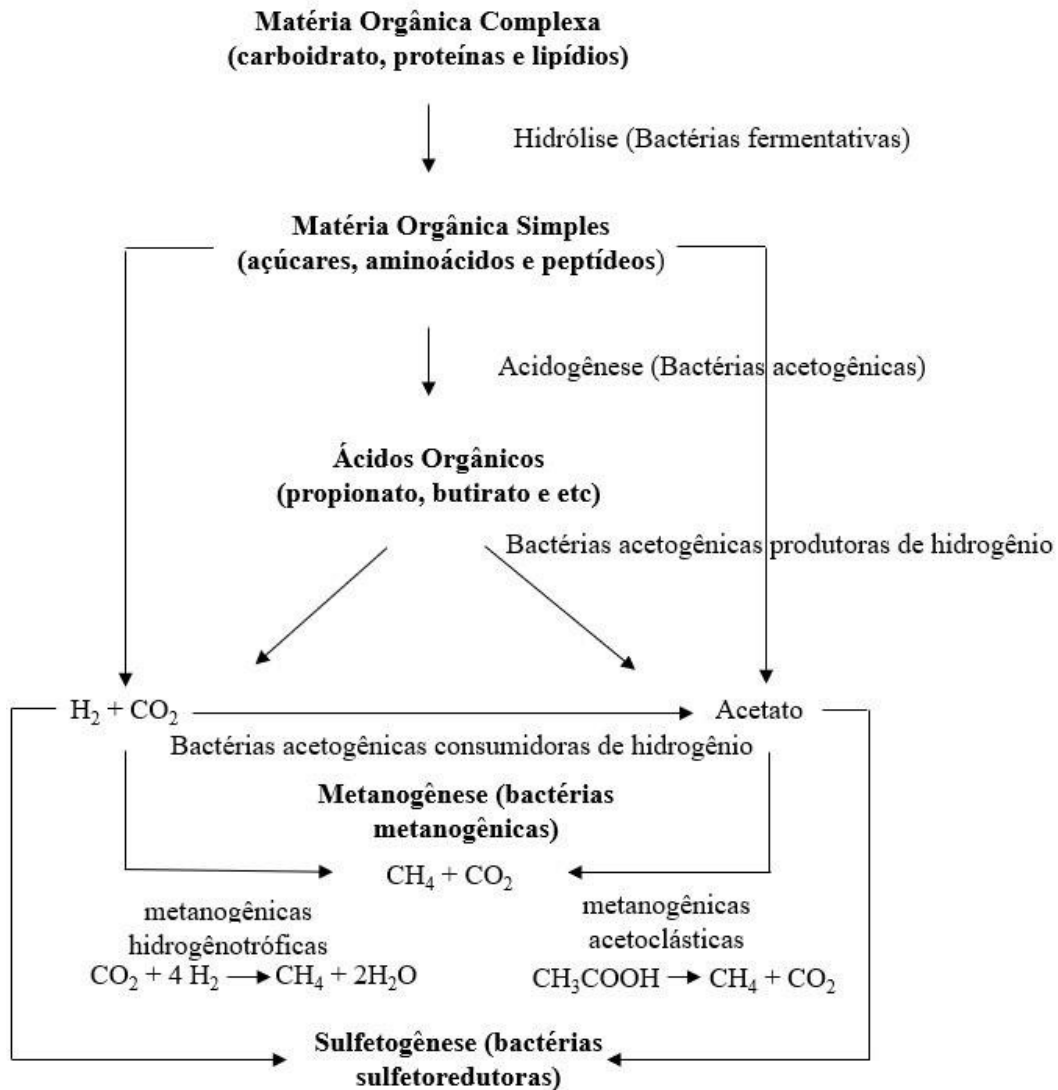 Matéria Orgânica Complexa
(carboidrato, proteínas e lipídios)
Hidrólise (Bactérias fermentativas)
Matéria Orgânica Simples
(açúcares, aminoácidos e peptídeos)
Acidogênese (Bactérias acetogênicas)
Ácidos Orgânicos
(propionato, butirato e etc)
Bactérias acetogênicas produtoras de hidrogênio
H₂ + CO₂
Acetato
Bactérias acetogênicas consumidoras de hidrogênio
Metanogênese (bactérias
metanogênicas)
CH₄ + CO₂
metanogênicas
hidrogênotróficas
CO₂ + 4 H₂ → CH₄ + 2H₂O
metanogênicas
acetoclásticas
CH₃COOH → CH₄ + CO₂
Sulfetogênese (bactérias
sulfetoredutoras)